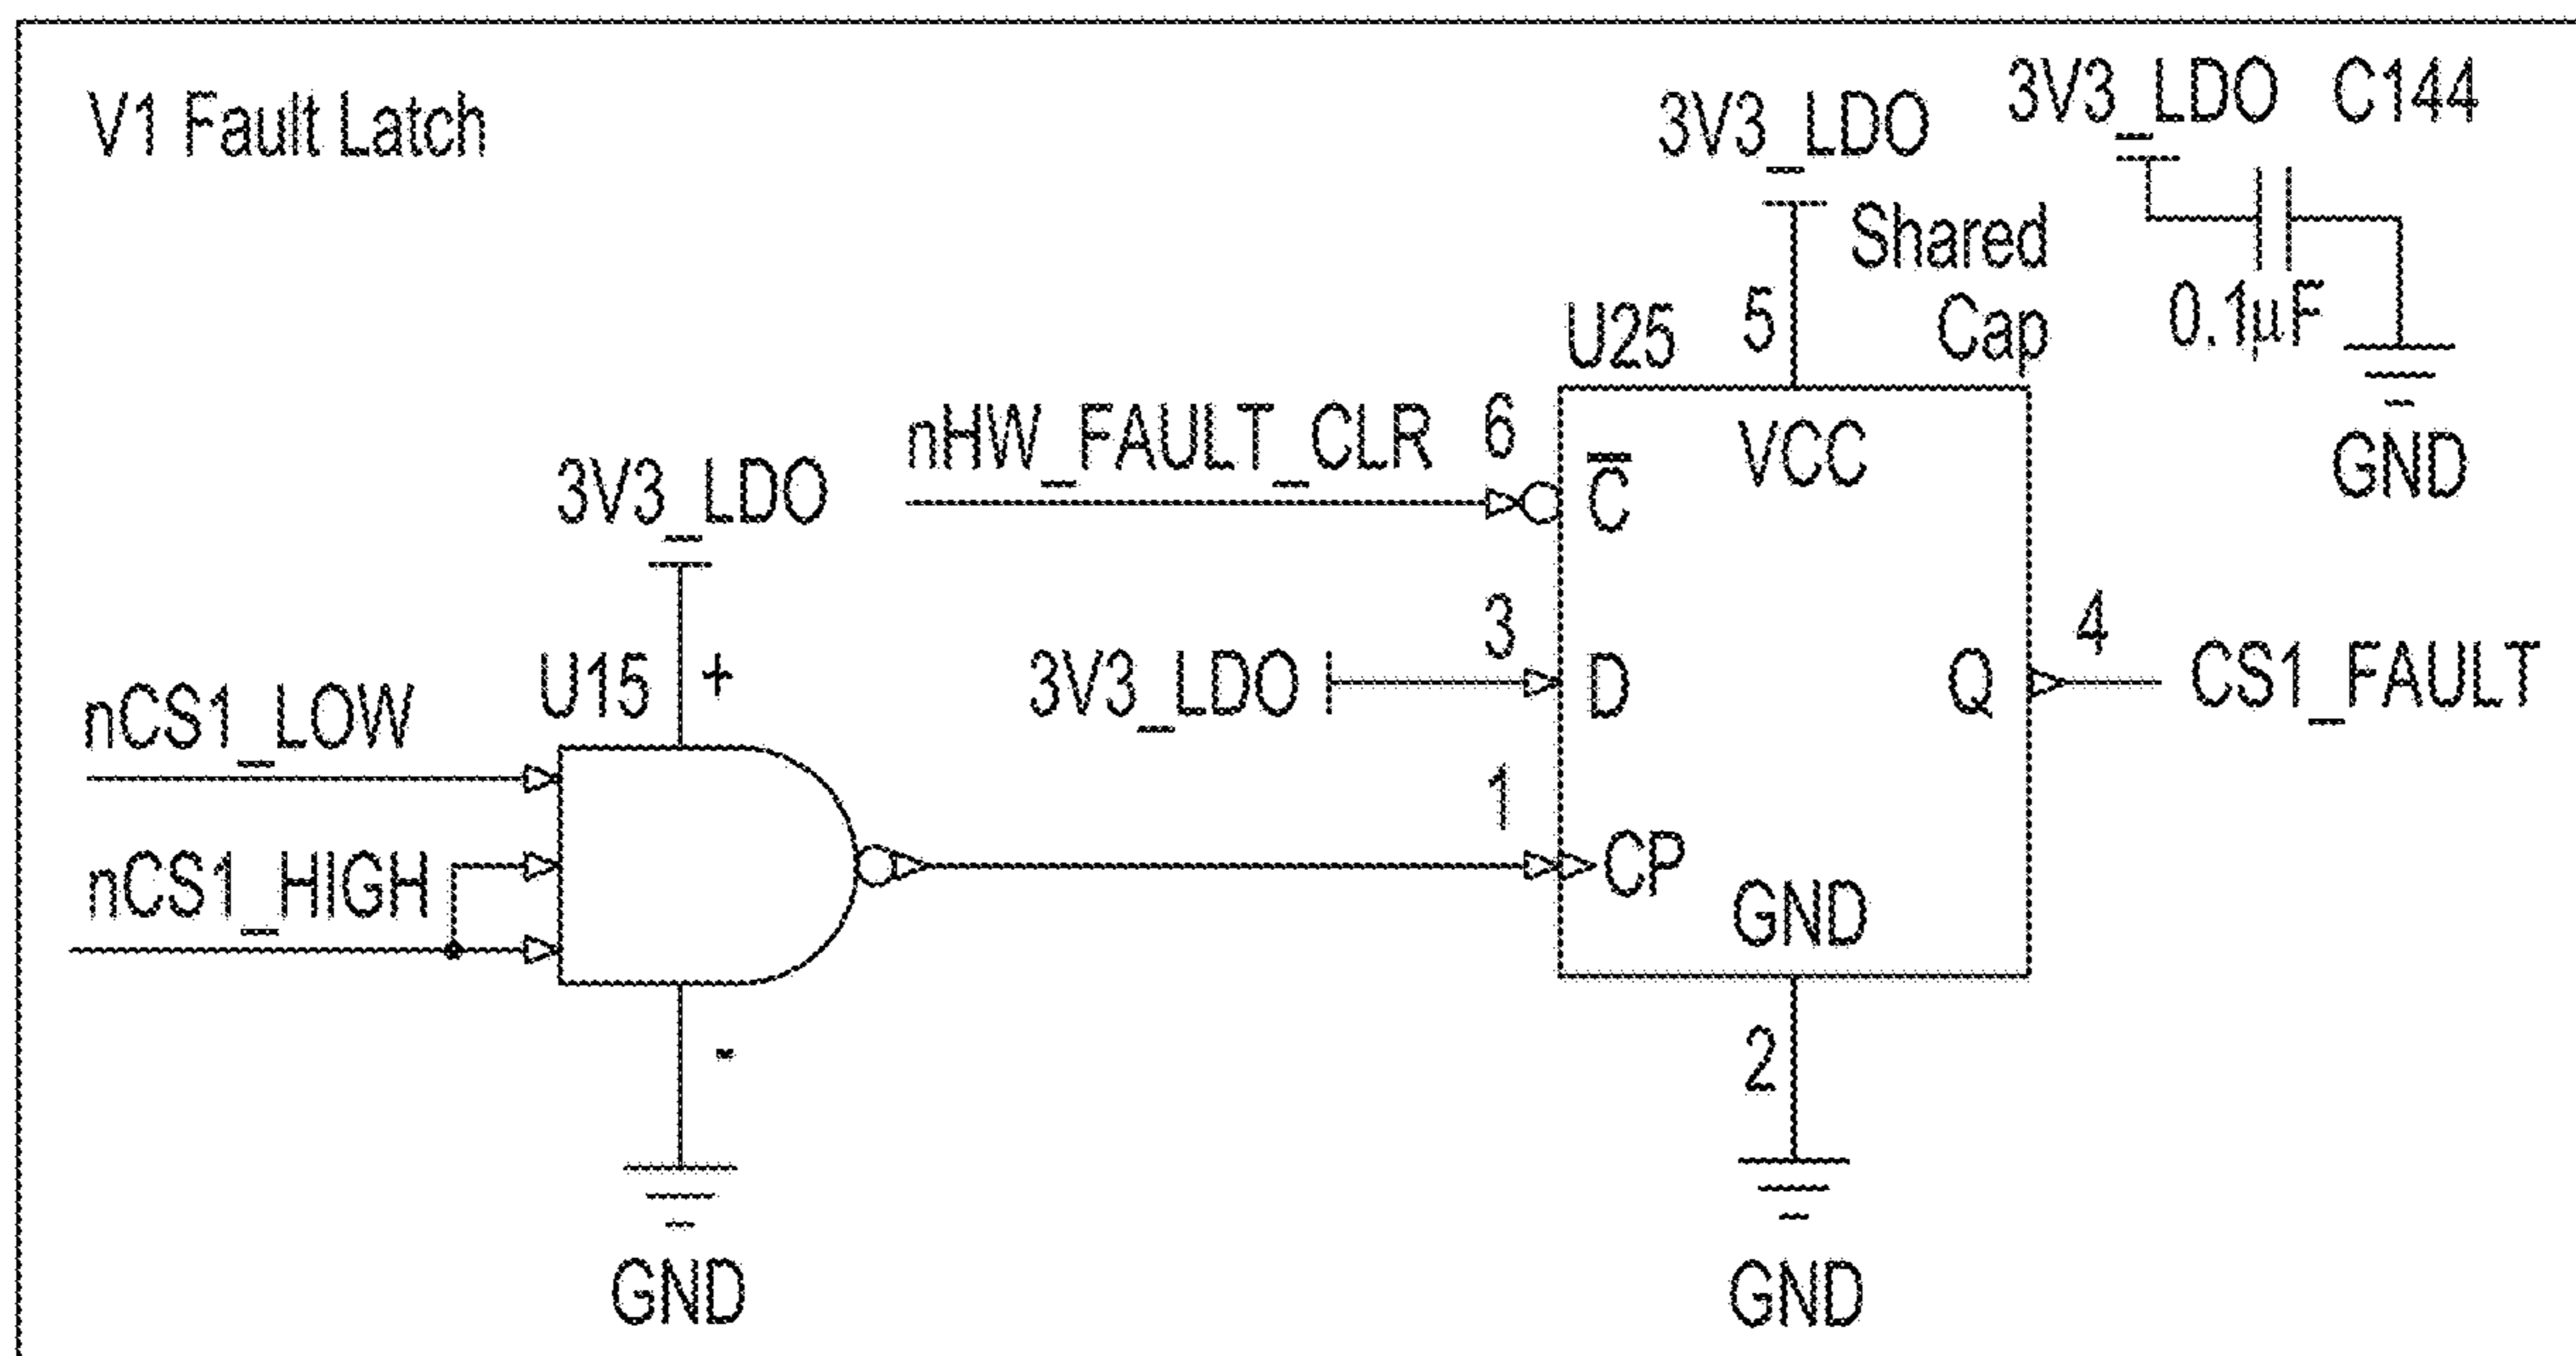 V1 Fault Latch
3V3_LDO
3V3_LDO C144
Shared
Cap
0.1µF
GND
U25
5
nHW_FAULT_CLR
6
C̅
VCC
3V3_LDO
U15
+
3
3V3_LDO
D
Q
4
CS1_FAULT
nCS1_LOW
nCS1_HIGH
1
CP
GND
-
2
GND
GND